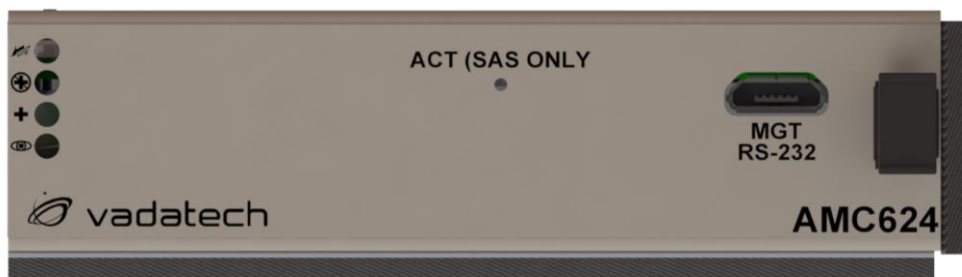 ACT (SAS ONLY
MGT
RS-232
vadatech
AMC624